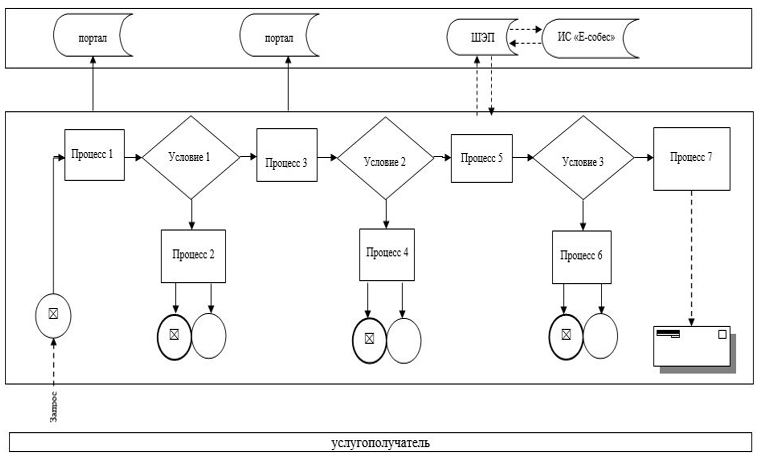 портал
портал
ШЭП
ИС «Е-собес»
Процесс 1
Условие 1
Процесс 3
Условие 2
Процесс 5
Условие 3
Процесс 7
Процесс 2
Процесс 4
Процесс 6
Запрос
услугополучатель